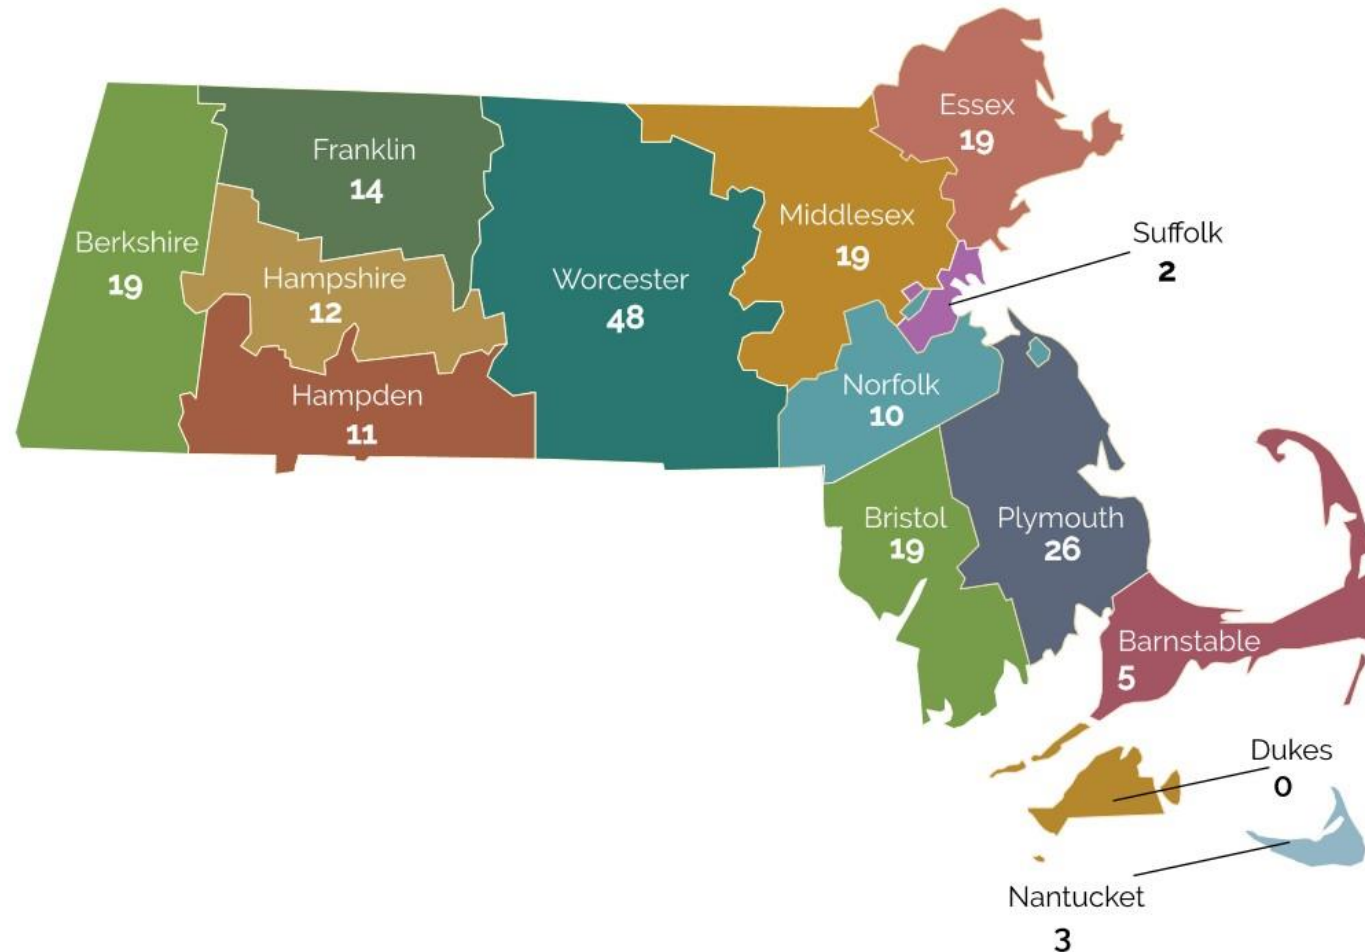 Essex
19
Franklin
14
Middlesex
19
Suffolk
2
Berkshire
19
Hampshire
12
Worcester
48
Hampden
11
Norfolk
10
Bristol
19
Plymouth
26
Barnstable
5
Dukes
0
Nantucket
3